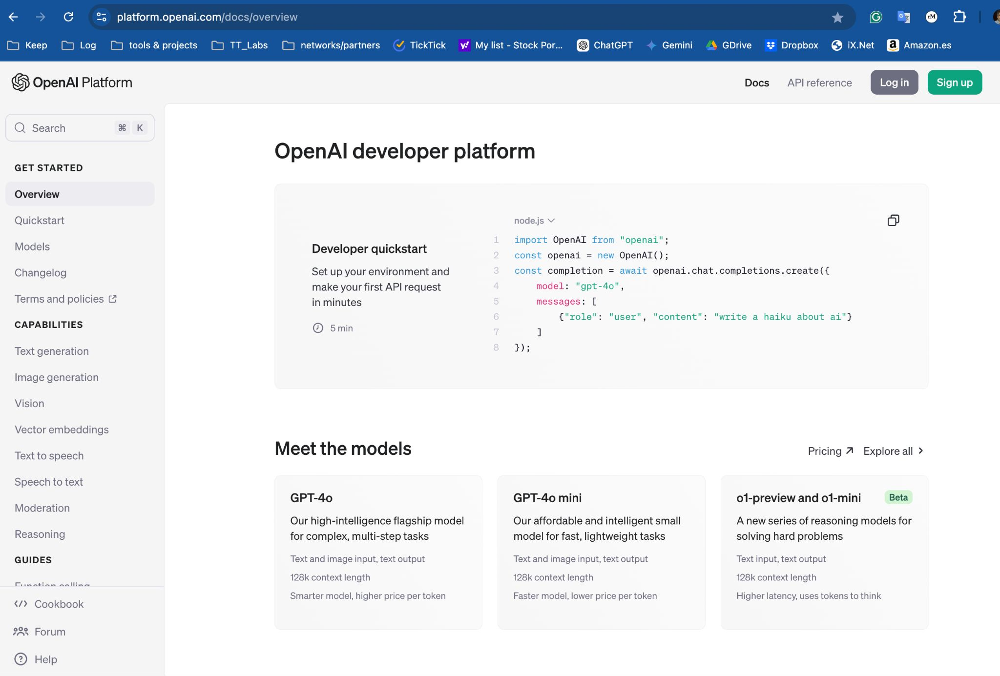 platform.openai.com/docs/overview
Keep Log tools & projects TT_Labs networks/partners TickTick My list - Stock Por... ChatGPT Gemini GDrive Dropbox iX.Net Amazon.es
OpenAI Platform
Docs API reference Log in Sign up
Search ⌘ K
GET STARTED
Overview
Quickstart
Models
Changelog
Terms and policies
CAPABILITIES
Text generation
Image generation
Vision
Vector embeddings
Text to speech
Speech to text
Moderation
Reasoning
GUIDES
Function calling
Cookbook
Forum
Help
OpenAI developer platform
Developer quickstart
Set up your environment and
make your first API request
in minutes
5 min
node.js
1 import OpenAI from "openai";
2 const openai = new OpenAI();
3 const completion = await openai.chat.completions.create({
4 model: "gpt-4o",
5 messages: [
6 {"role": "user", "content": "write a haiku about ai"}
7 ]
8 });
Meet the models
Pricing Explore all
GPT-4o
Our high-intelligence flagship model
for complex, multi-step tasks
Text and image input, text output
128k context length
Smarter model, higher price per token
GPT-4o mini
Our affordable and intelligent small
model for fast, lightweight tasks
Text and image input, text output
128k context length
Faster model, lower price per token
o1-preview and o1-mini Beta
A new series of reasoning models for
solving hard problems
Text input, text output
128k context length
Higher latency, uses tokens to think